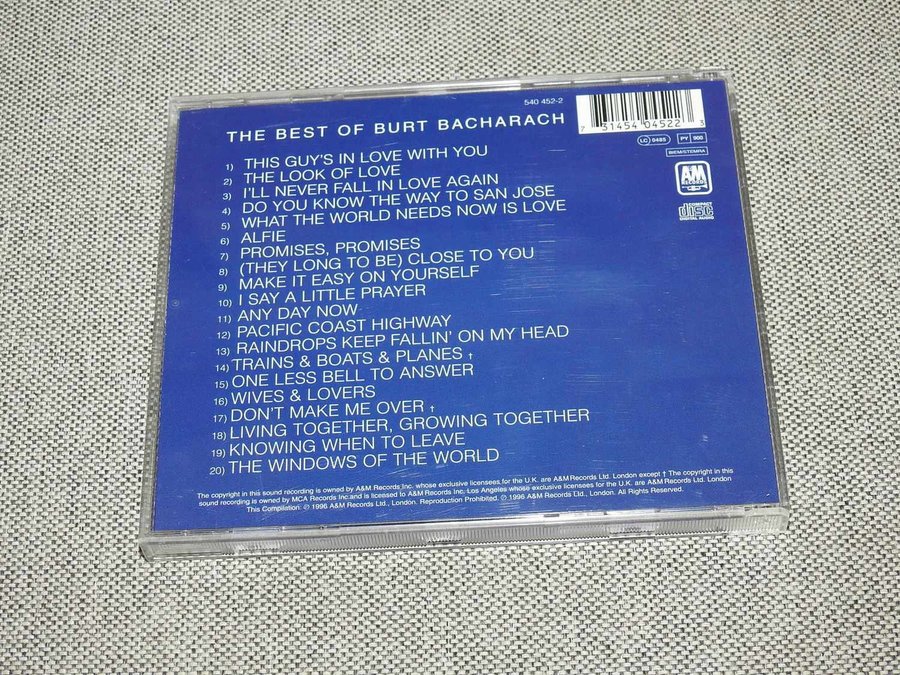 540 452-2
THE BEST OF BURT BACHARACH
7 31454 04522 3
LC 0485
PY 900
BIEM/STEMRA
A&M
RECORDS
COMPACT
disc
DIGITAL AUDIO
1) THIS GUY'S IN LOVE WITH YOU
2) THE LOOK OF LOVE
3) I'LL NEVER FALL IN LOVE AGAIN
4) DO YOU KNOW THE WAY TO SAN JOSE
5) WHAT THE WORLD NEEDS NOW IS LOVE
6) ALFIE
7) PROMISES, PROMISES
8) (THEY LONG TO BE) CLOSE TO YOU
9) MAKE IT EASY ON YOURSELF
10) I SAY A LITTLE PRAYER
11) ANY DAY NOW
12) PACIFIC COAST HIGHWAY
13) RAINDROPS KEEP FALLIN' ON MY HEAD
14) TRAINS & BOATS & PLANES †
15) ONE LESS BELL TO ANSWER
16) WIVES & LOVERS
17) DON'T MAKE ME OVER †
18) LIVING TOGETHER, GROWING TOGETHER
19) KNOWING WHEN TO LEAVE
20) THE WINDOWS OF THE WORLD
The copyright in this sound recording is owned by A&M Records,Inc. whose exclusive licensees,for the U.K. are A&M Records Ltd. London except † The copyright in this
sound recording is owned by MCA Records Inc.and is licensed to A&M Records Inc. Los Angeles whose exclusive licensees for the U.K. are A&M Records Ltd. London
This Compilation: ℗ 1996 A&M Records Ltd., London. Reproduction Prohibited. ℗ 1996 A&M Records Ltd., London. All Rights Reserved.